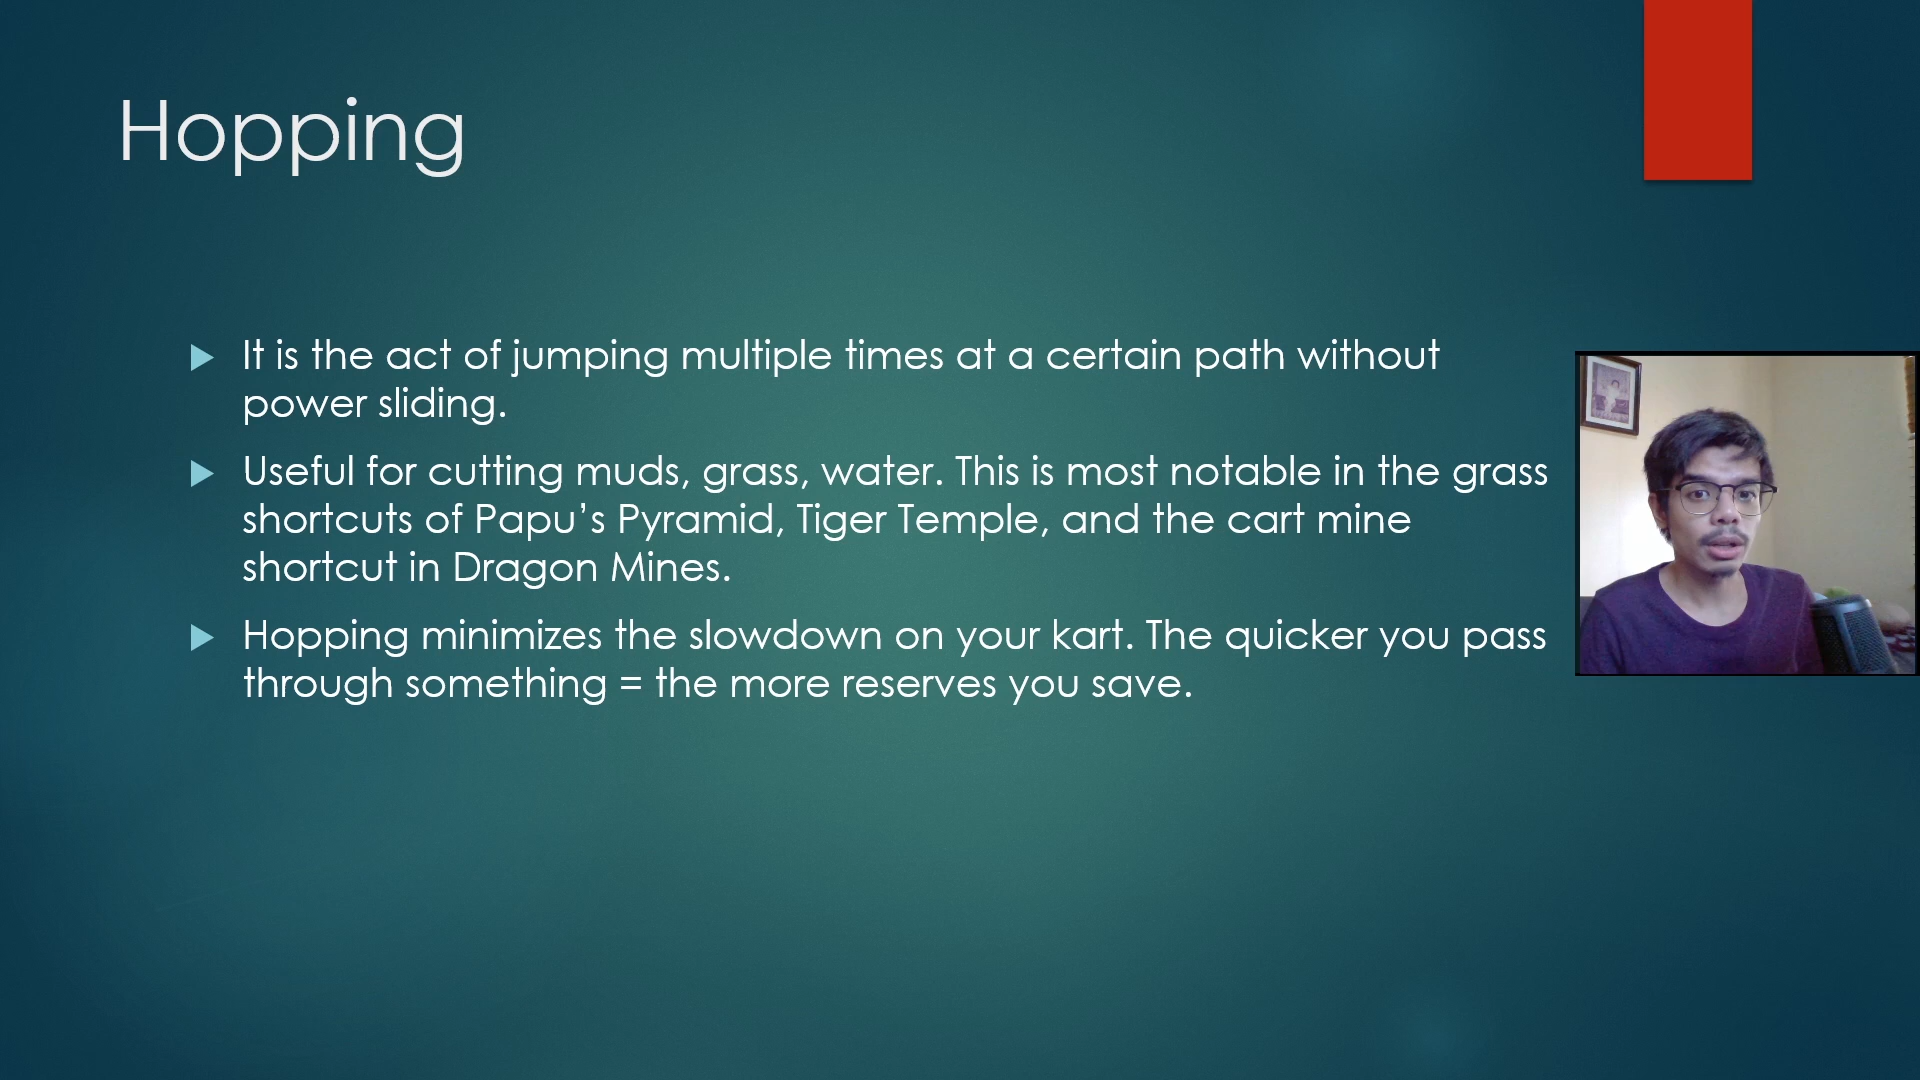 Hopping
It is the act of jumping multiple times at a certain path without
power sliding.
Useful for cutting muds, grass, water. This is most notable in the grass
shortcuts of Papu’s Pyramid, Tiger Temple, and the cart mine
shortcut in Dragon Mines.
Hopping minimizes the slowdown on your kart. The quicker you pass
through something = the more reserves you save.